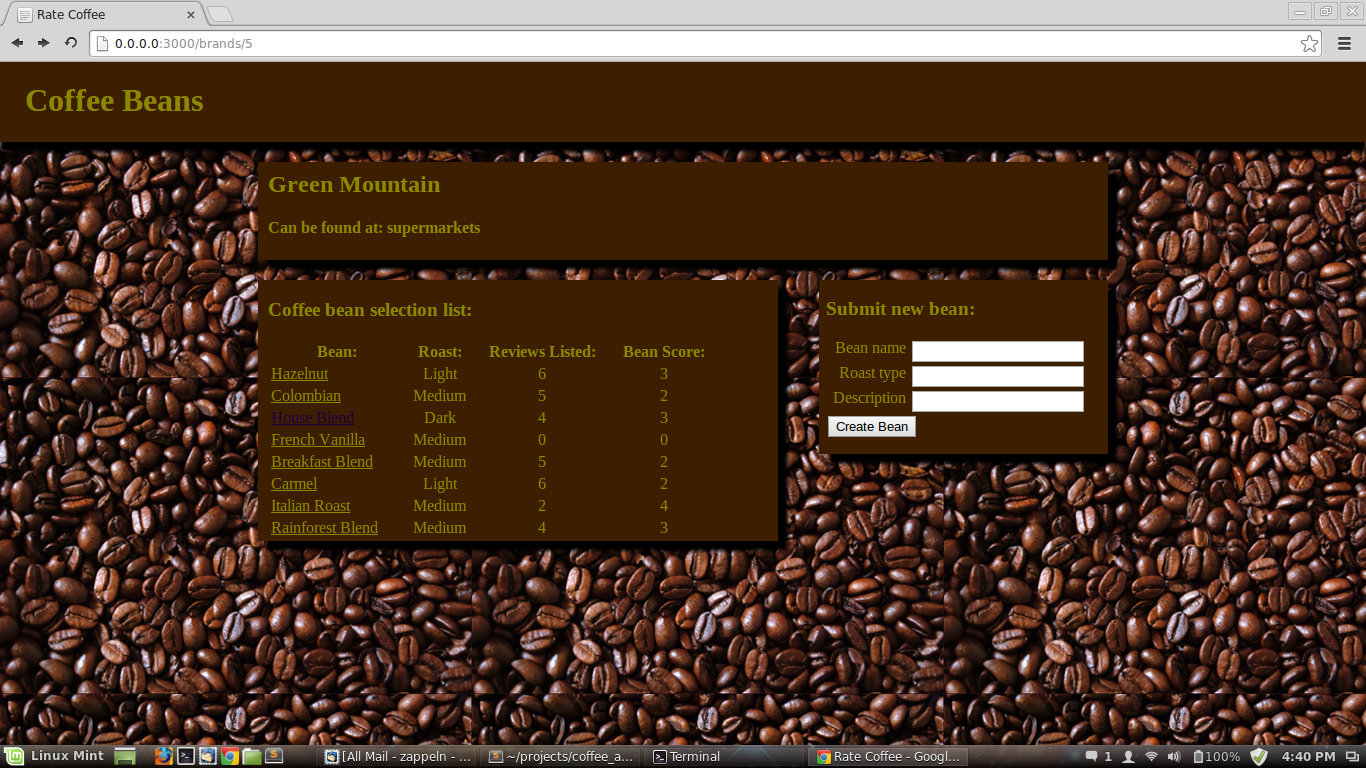 Rate Coffee
0.0.0.0:3000/brands/5
Coffee Beans
Green Mountain
Can be found at: supermarkets
Coffee bean selection list:
Bean: Roast: Reviews Listed: Bean Score:
Hazelnut Light 6 3
Colombian Medium 5 2
House Blend Dark 4 3
French Vanilla Medium 0 0
Breakfast Blend Medium 5 2
Carmel Light 6 2
Italian Roast Medium 2 4
Rainforest Blend Medium 4 3
Submit new bean:
Bean name
Roast type
Description
Create Bean
Linux Mint [All Mail - zappeln - ... ~/projects/coffee_a... Terminal Rate Coffee - Googl... 1 100% 4:40 PM